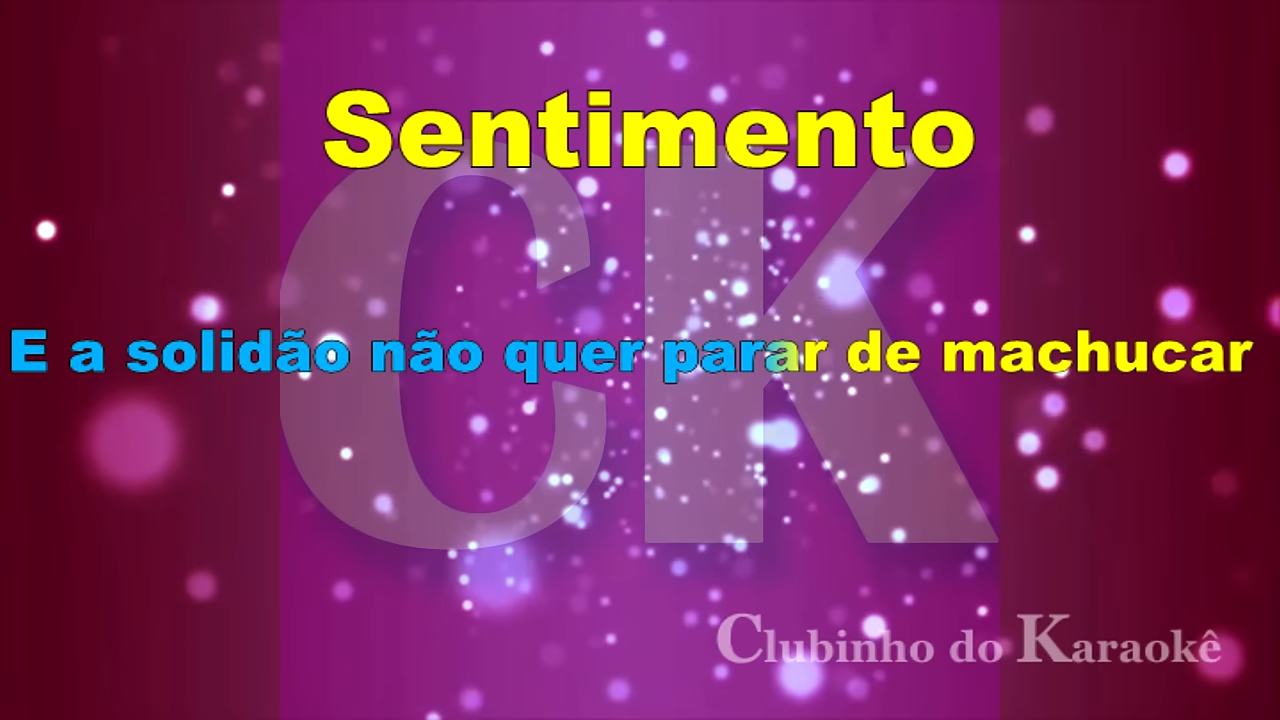 Sentimento
CK
E a solidão não quer parar de machucar
Clubinho do Karaokê